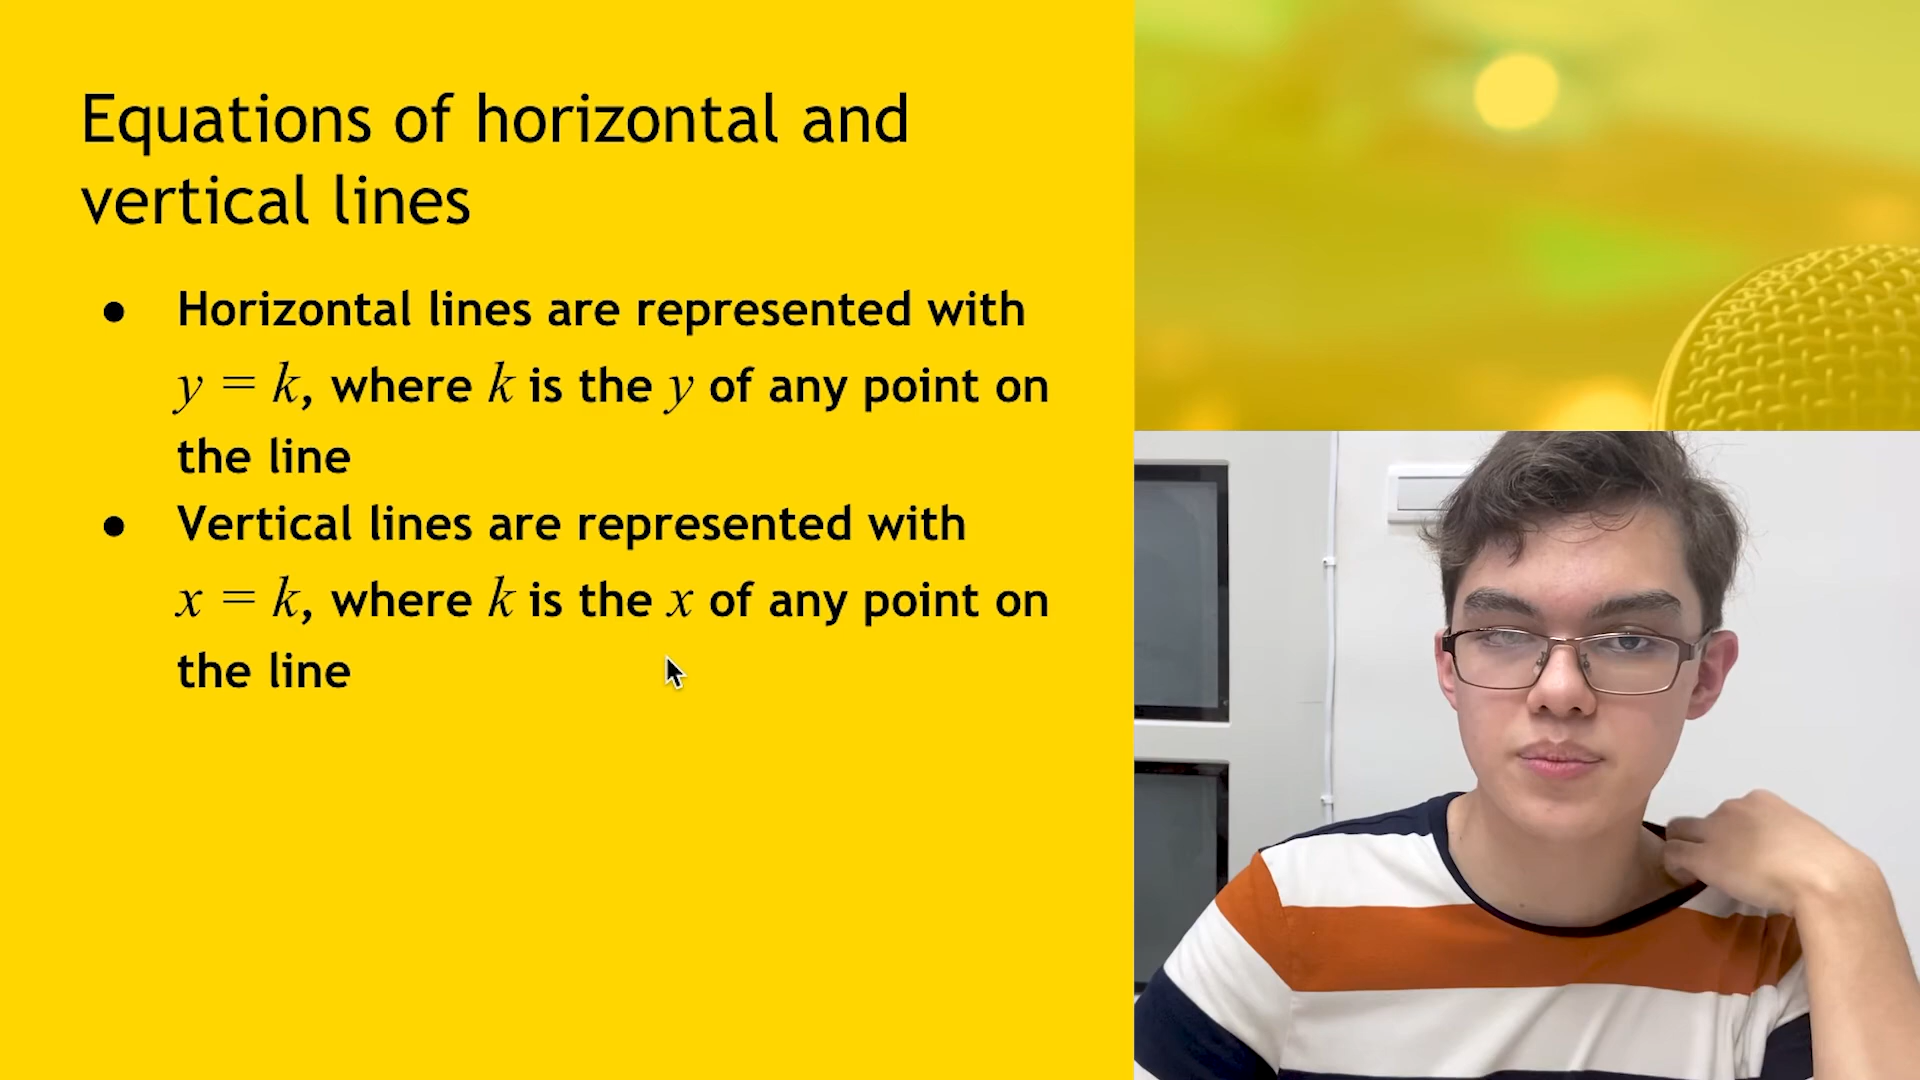 Equations of horizontal and
vertical lines
● Horizontal lines are represented with
y = k, where k is the y of any point on
the line
● Vertical lines are represented with
x = k, where k is the x of any point on
the line